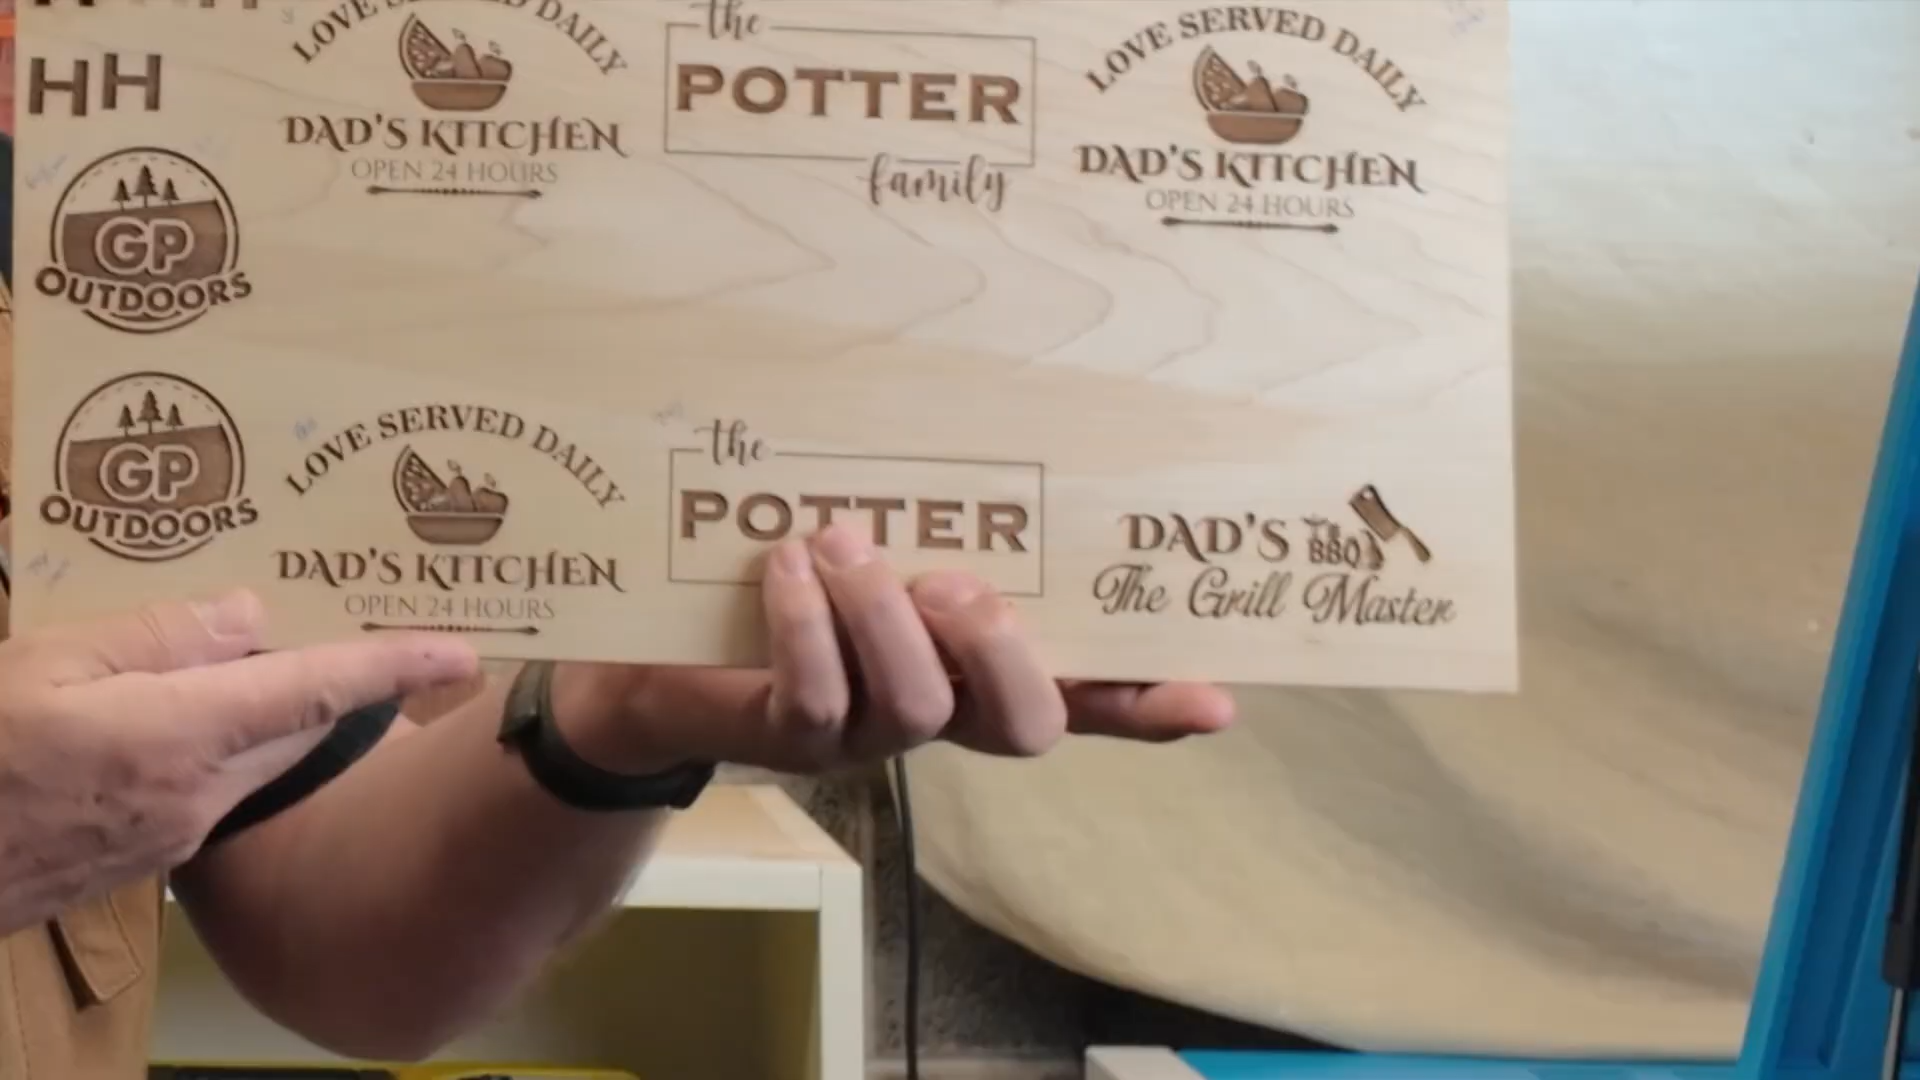 HH
LOVE SERVED DAILY
DAD'S KITCHEN
OPEN 24 HOURS
the
POTTER
family
LOVE SERVED DAILY
DAD'S KITCHEN
OPEN 24 HOURS
GP
OUTDOORS
GP
OUTDOORS
LOVE SERVED DAILY
DAD'S KITCHEN
OPEN 24 HOURS
the
POTTER
DAD'S BBQ
The Grill Master